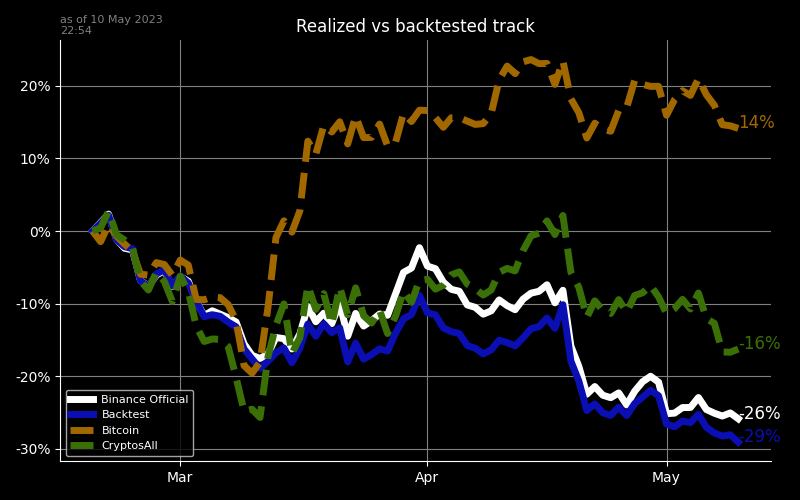 as of 10 May 2023
22:54
Realized vs backtested track
20%
10%
0%
-10%
-20%
-30%
14%
-16%
-26%
-29%
Binance Official
Backtest
Bitcoin
CryptosAll
Mar
Apr
May